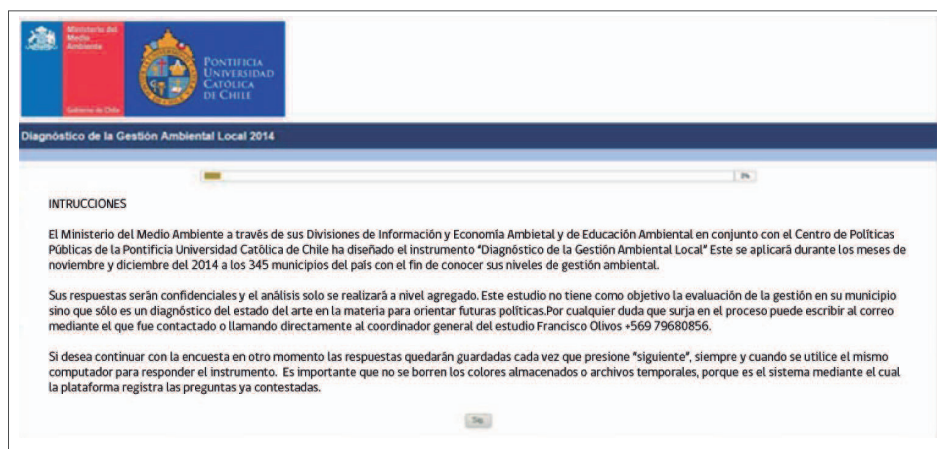 Ministerio del
Medio
Ambiente
Gobierno de Chile
PONTIFICIA
UNIVERSIDAD
CATÓLICA
DE CHILE
Diagnóstico de la Gestión Ambiental Local 2014
0%
INTRUCCIONES
El Ministerio del Medio Ambiente a través de sus Divisiones de Información y Economía Ambietal y de Educación Ambiental en conjunto con el Centro de Políticas
Públicas de la Pontificia Universidad Católica de Chile ha diseñado el instrumento "Diagnóstico de la Gestión Ambiental Local" Este se aplicará durante los meses de
noviembre y diciembre del 2014 a los 345 municipios del país con el fin de conocer sus niveles de gestión ambiental.
Sus respuestas serán confidenciales y el análisis solo se realizará a nivel agregado. Este estudio no tiene como objetivo la evaluación de la gestión en su municipio
sino que sólo es un diagnóstico del estado del arte en la materia para orientar futuras políticas.Por cualquier duda que surja en el proceso puede escribir al correo
mediante el que fue contactado o llamando directamente al coordinador general del estudio Francisco Olivos +569 79680856.
Si desea continuar con la encuesta en otro momento las respuestas quedarán guardadas cada vez que presione "siguiente", siempre y cuando se utilice el mismo
computador para responder el instrumento. Es importante que no se borren los colores almacenados o archivos temporales, porque es el sistema mediante el cual
la plataforma registra las preguntas ya contestadas.
Sig